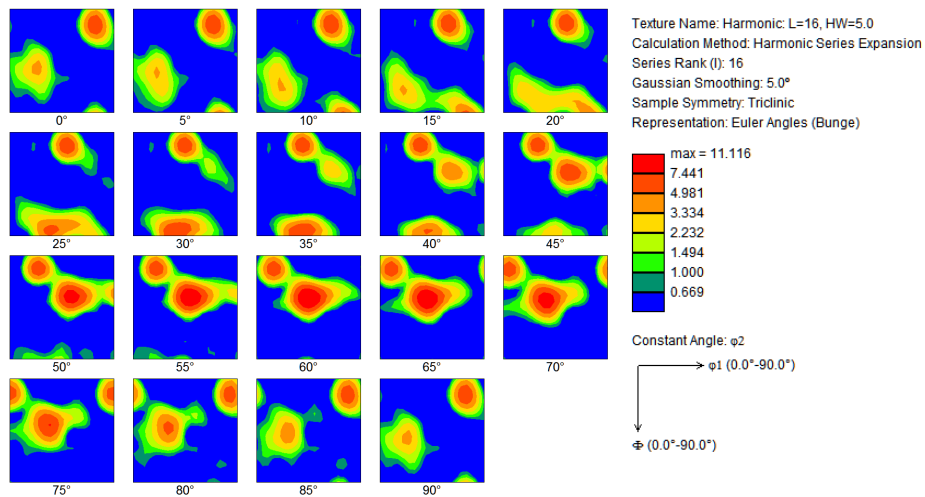 Texture Name: Harmonic: L=16, HW=5.0
Calculation Method: Harmonic Series Expansion
Series Rank (l): 16
Gaussian Smoothing: 5.0°
Sample Symmetry: Triclinic
Representation: Euler Angles (Bunge)
0° 5° 10° 15° 20°
max = 11.116
7.441
4.981
3.334
2.232
1.494
1.000
0.669
25° 30° 35° 40° 45°
50° 55° 60° 65° 70°
Constant Angle: φ2
φ1 (0.0°-90.0°)
Φ (0.0°-90.0°)
75° 80° 85° 90°